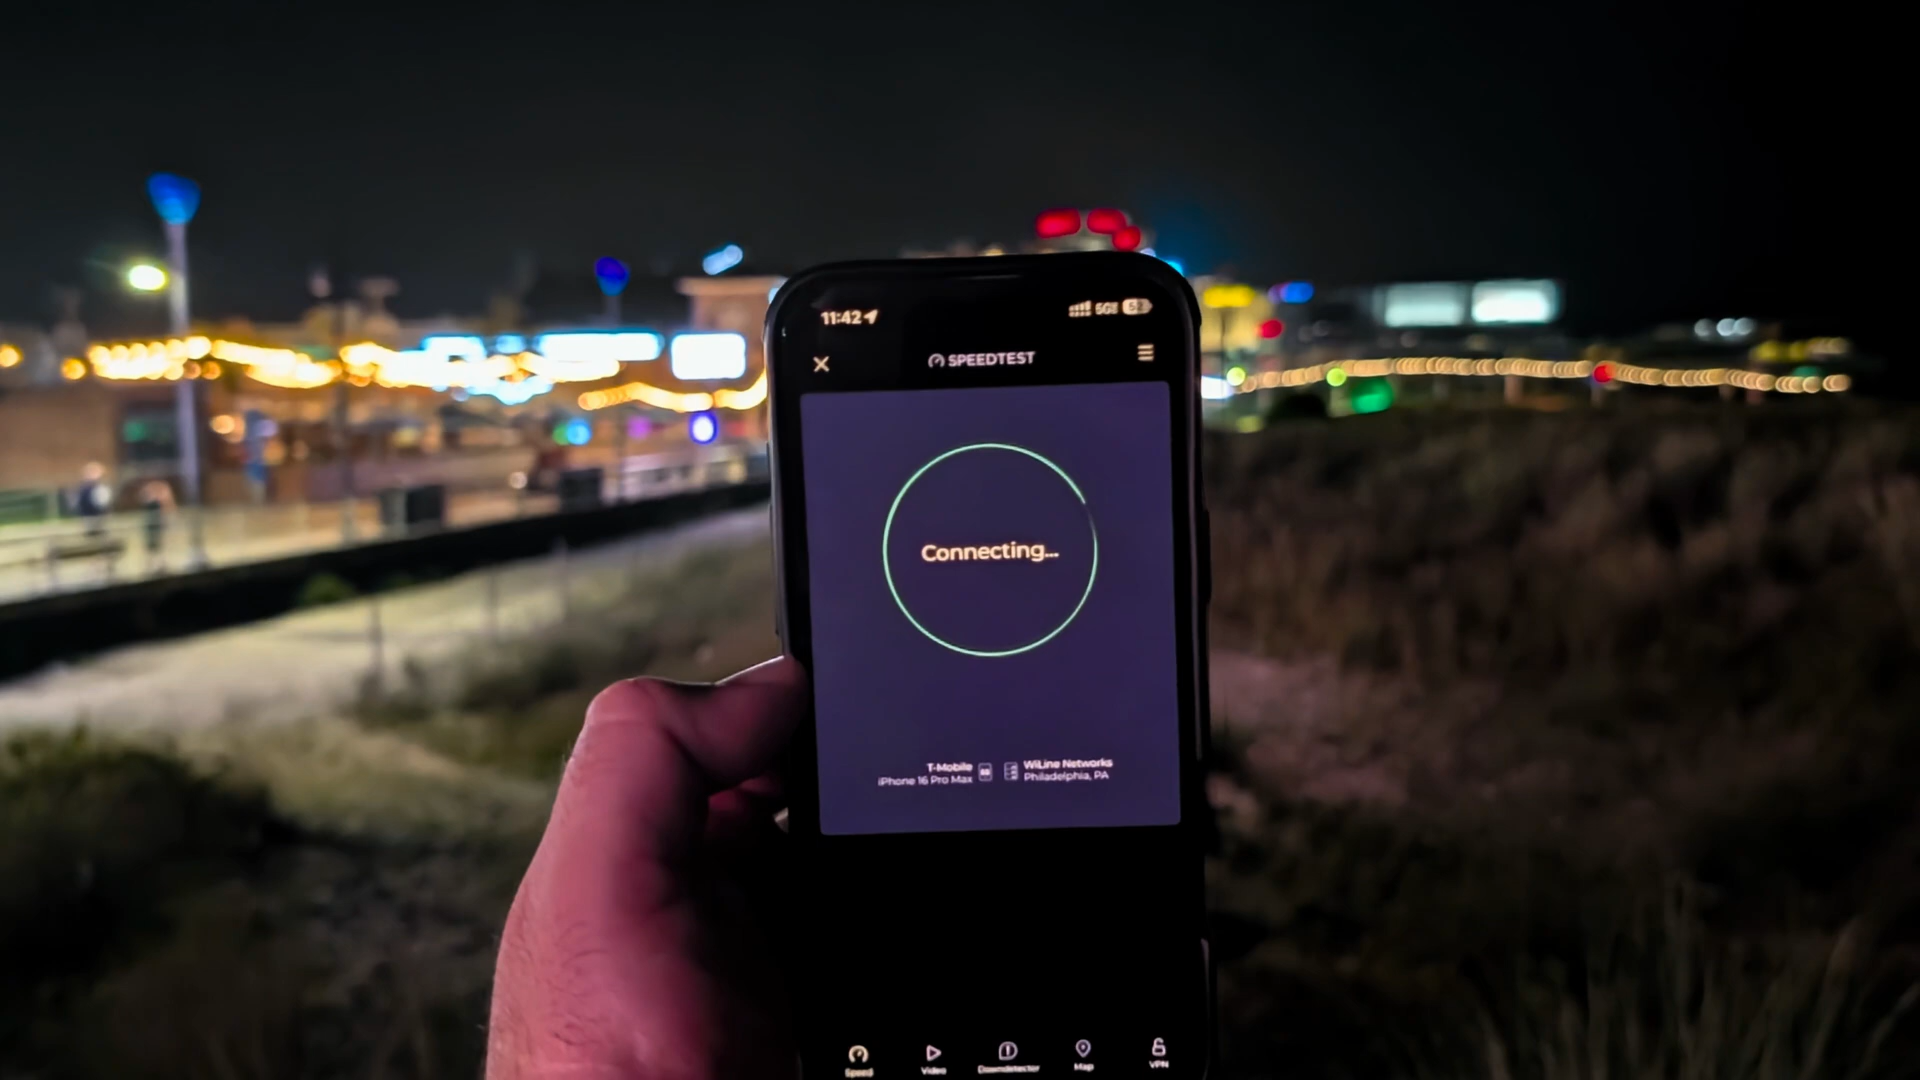 11:42
5G
SPEEDTEST
Connecting...
T-Mobile
iPhone 16 Pro Max
WiLine Networks
Philadelphia, PA
Speed
Video
Downdetector
Map
VPN